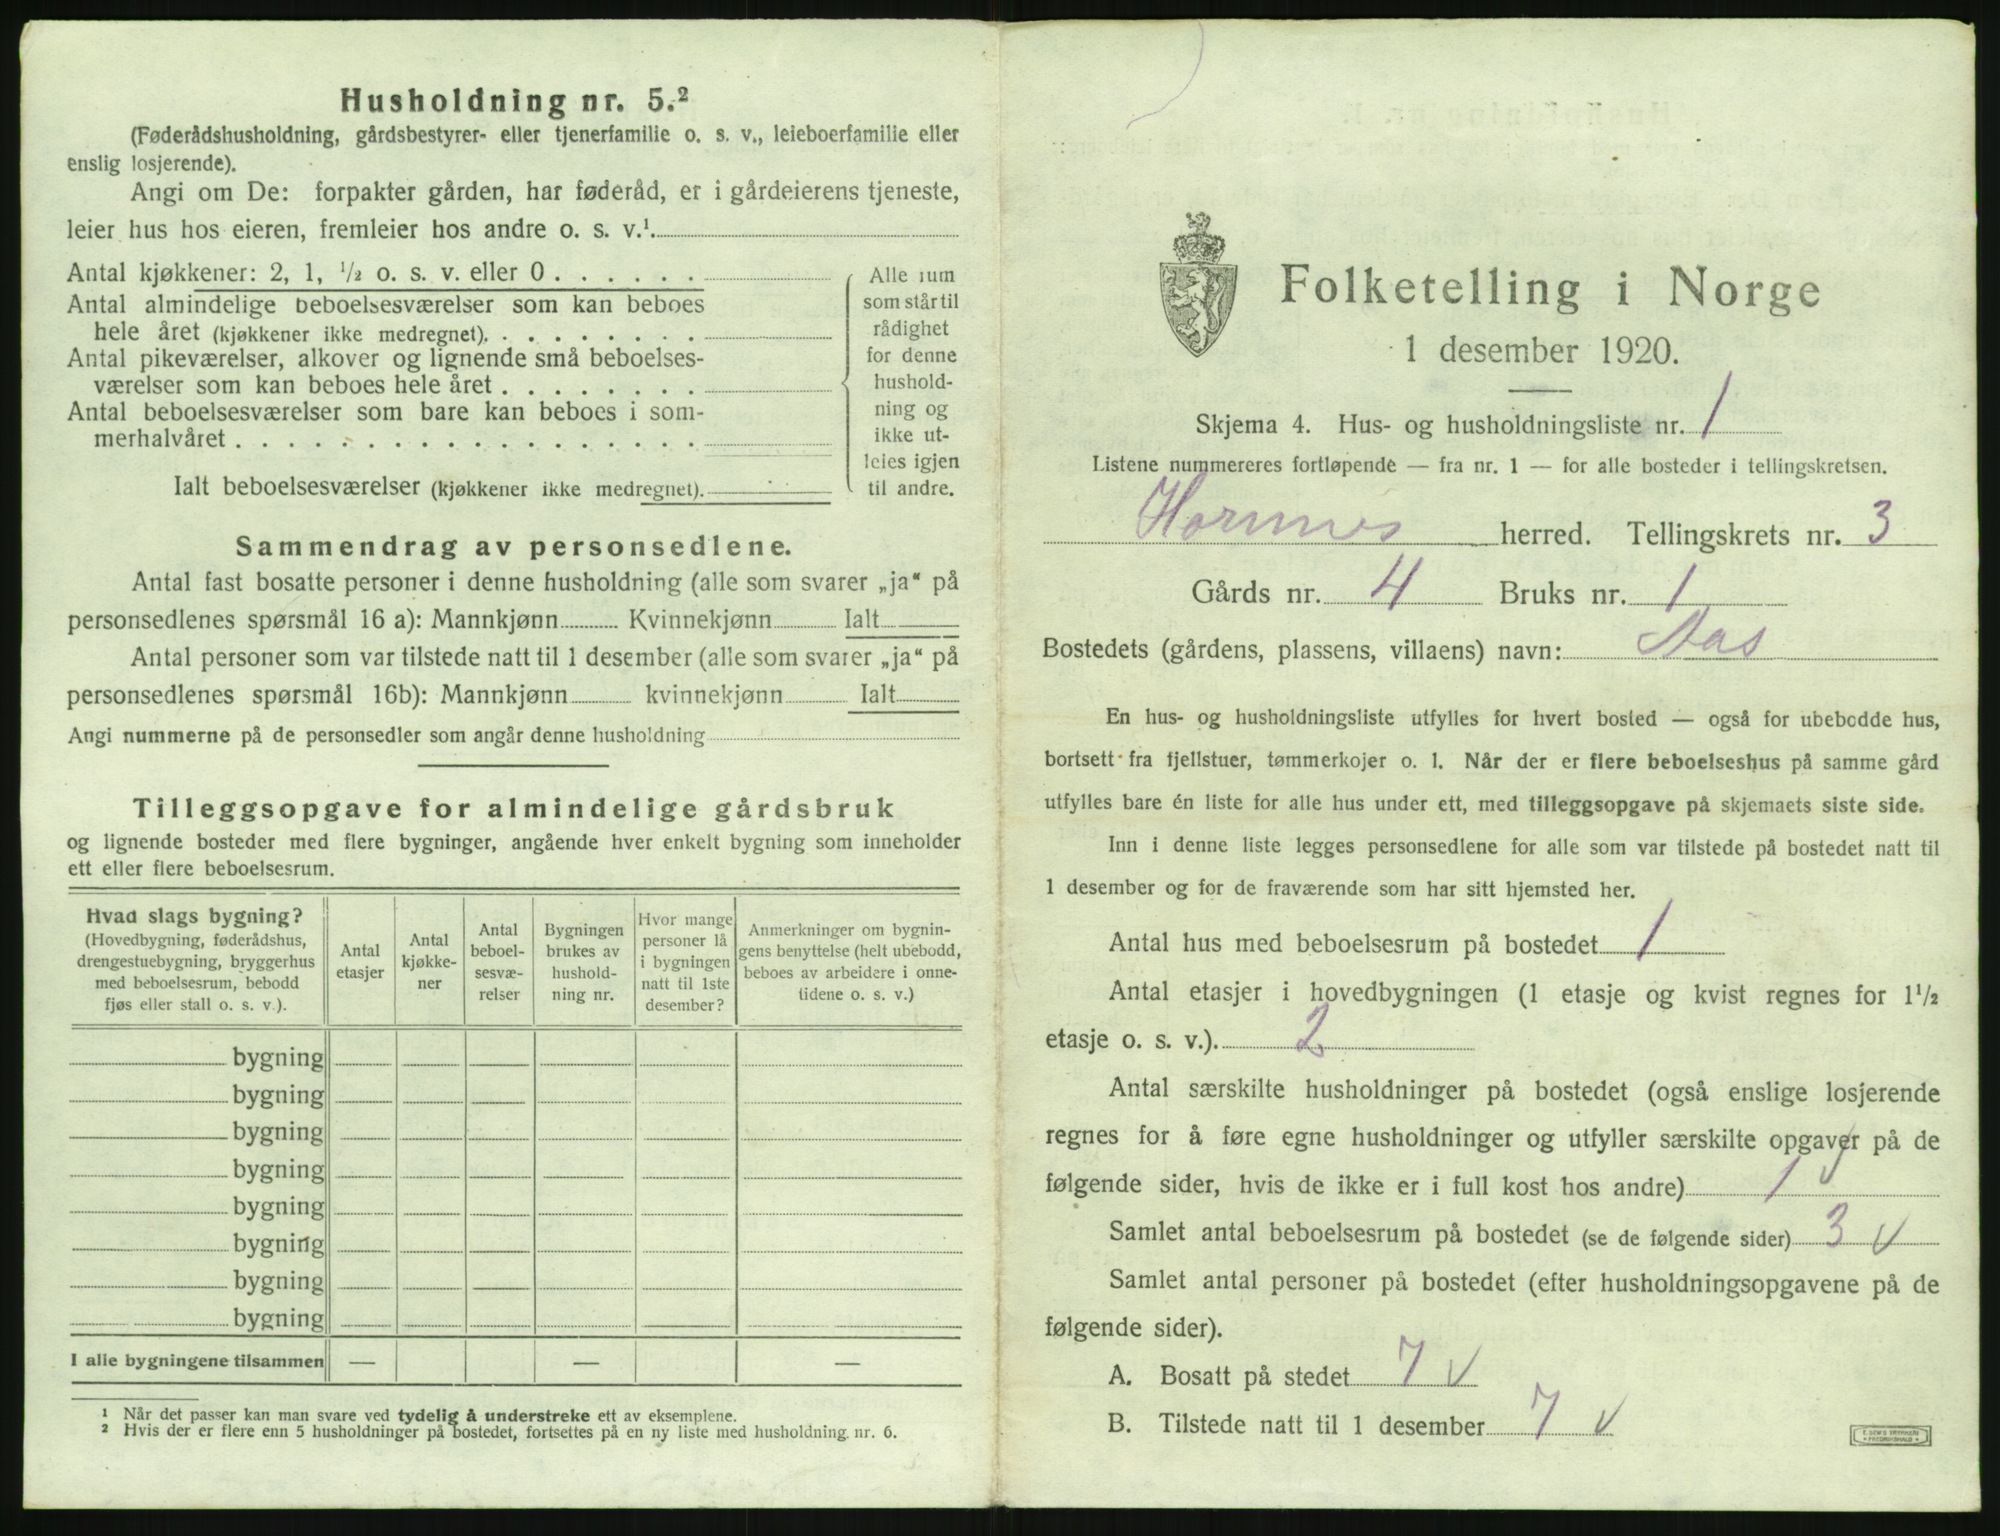 Husholdning nr. 5.²
(Føderådshusholdning, gårdsbestyrer- eller tjenerfamilie o. s. v., leieboerfamilie eller
enslig losjerende).
Angi om De: forpakter gården, har føderåd, er i gårdeierens tjeneste,
leier hus hos eieren, fremleier hos andre o. s. v.¹
Antal kjøkkener: 2, 1, ½ o. s. v. eller 0
Antal almindelige beboelsesværelser som kan beboes
hele året (kjøkkener ikke medregnet).
Antal pikeværelser, alkover og lignende små beboelses-
værelser som kan beboes hele året
Antal beboelsesværelser som bare kan beboes i som-
merhalvåret
Ialt beboelsesværelser (kjøkkener ikke medregnet).
Alle rum
som står til
rådighet
for denne
hushold-
ning og
ikke ut-
leies igjen
til andre.
Sammendrag av personsedlene.
Antal fast bosatte personer i denne husholdning (alle som svarer „ja“ på
personsedlenes spørsmål 16 a): Mannkjønn Kvinnekjønn Ialt
Antal personer som var tilstede natt til 1 desember (alle som svarer „ja“ på
personsedlenes spørsmål 16b): Mannkjønn kvinnekjønn Ialt
Angi nummerne på de personsedler som angår denne husholdning
Tilleggsopgave for almindelige gårdsbruk
og lignende bosteder med flere bygninger, angående hver enkelt bygning som inneholder
ett eller flere beboelsesrum.
Hvad slags bygning?
(Hovedbygning, føderådshus,
drengestuebygning, bryggerhus
med beboelsesrum, bebodd
fjøs eller stall o. s. v.).
Antal
etasjer
Antal
kjøkke-
ner
Antal
beboel-
sesvæ-
relser
Bygningen
brukes av
hushold-
ning nr.
Hvor mange
personer lå
i bygningen
natt til 1ste
desember?
Anmerkninger om bygnin-
gens benyttelse (helt ubebodd,
beboes av arbeidere i onne-
tidene o. s. v.)
bygning
bygning
bygning
bygning
bygning
bygning
bygning
bygning
I alle bygningene tilsammen — — —
¹ Når det passer kan man svare ved tydelig å understreke ett av eksemplene.
² Hvis der er flere enn 5 husholdninger på bostedet, fortsettes på en ny liste med husholdning nr. 6.
Folketelling i Norge
1 desember 1920.
Skjema 4. Hus- og husholdningsliste nr. 1
Listene nummereres fortløpende — fra nr. 1 — for alle bosteder i tellingskretsen.
Hornnes herred. Tellingskrets nr. 3
Gårds nr. 4 Bruks nr. 1
Bostedets (gårdens, plassens, villaens) navn: Aas
En hus- og husholdningsliste utfylles for hvert bosted — også for ubebodde hus,
bortsett fra fjellstuer, tømmerkojer o. l. Når der er flere beboelseshus på samme gård
utfylles bare én liste for alle hus under ett, med tilleggsopgave på skjemaets siste side.
Inn i denne liste legges personsedlene for alle som var tilstede på bostedet natt til
1 desember og for de fraværende som har sitt hjemsted her.
Antal hus med beboelsesrum på bostedet 1
Antal etasjer i hovedbygningen (1 etasje og kvist regnes for 1½
etasje o. s. v.). 2
Antal særskilte husholdninger på bostedet (også enslige losjerende
regnes for å føre egne husholdninger og utfyller særskilte opgaver på de
følgende sider, hvis de ikke er i full kost hos andre) 1 v
Samlet antal beboelsesrum på bostedet (se de følgende sider) 3 v
Samlet antal personer på bostedet (efter husholdningsopgavene på de
følgende sider).
A. Bosatt på stedet 7 v
B. Tilstede natt til 1 desember 7 v
E. SEM'S TRYKKERI
FREDRIKSHALD